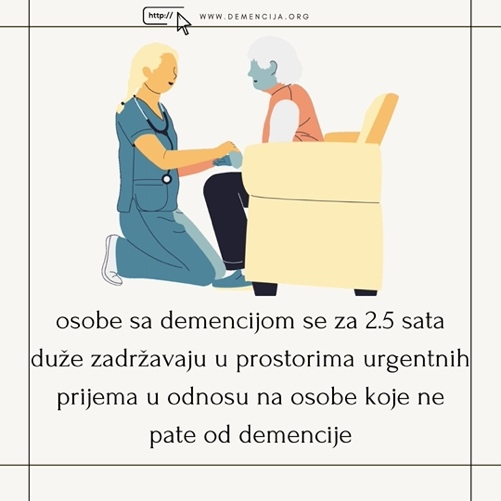 http:// WWW.DEMENCIJA.ORG
osobe sa demencijom se za 2.5 sata
duže zadržavaju u prostorima urgentnih
prijema u odnosu na osobe koje ne
pate od demencije